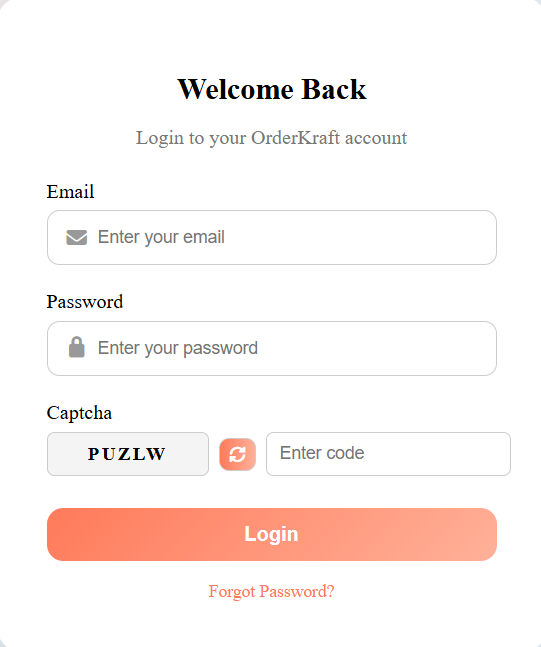 Welcome Back
Login to your OrderKraft account
Email
Enter your email
Password
Enter your password
Captcha
PUZLW Enter code
Login
Forgot Password?